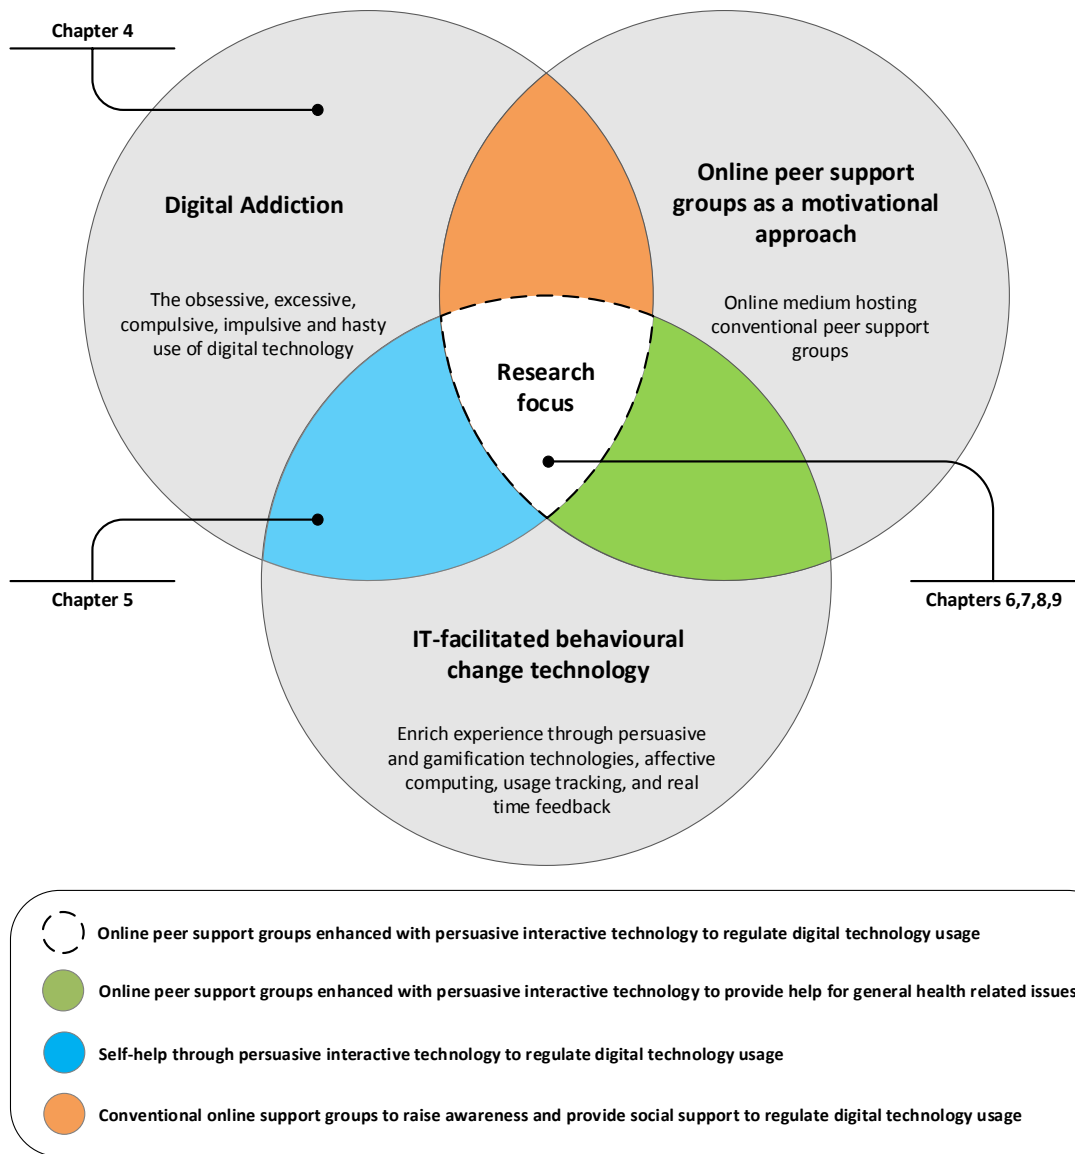 Chapter 4
Digital Addiction
The obsessive, excessive,
compulsive, impulsive and hasty
use of digital technology
Online peer support
groups as a motivational
approach
Online medium hosting
conventional peer support
groups
Research
focus
Chapter 5
Chapters 6,7,8,9
IT-facilitated behavioural
change technology
Enrich experience through persuasive
and gamification technologies, affective
computing, usage tracking, and real
time feedback
Online peer support groups enhanced with persuasive interactive technology to regulate digital technology usage
Online peer support groups enhanced with persuasive interactive technology to provide help for general health related issues
Self-help through persuasive interactive technology to regulate digital technology usage
Conventional online support groups to raise awareness and provide social support to regulate digital technology usage